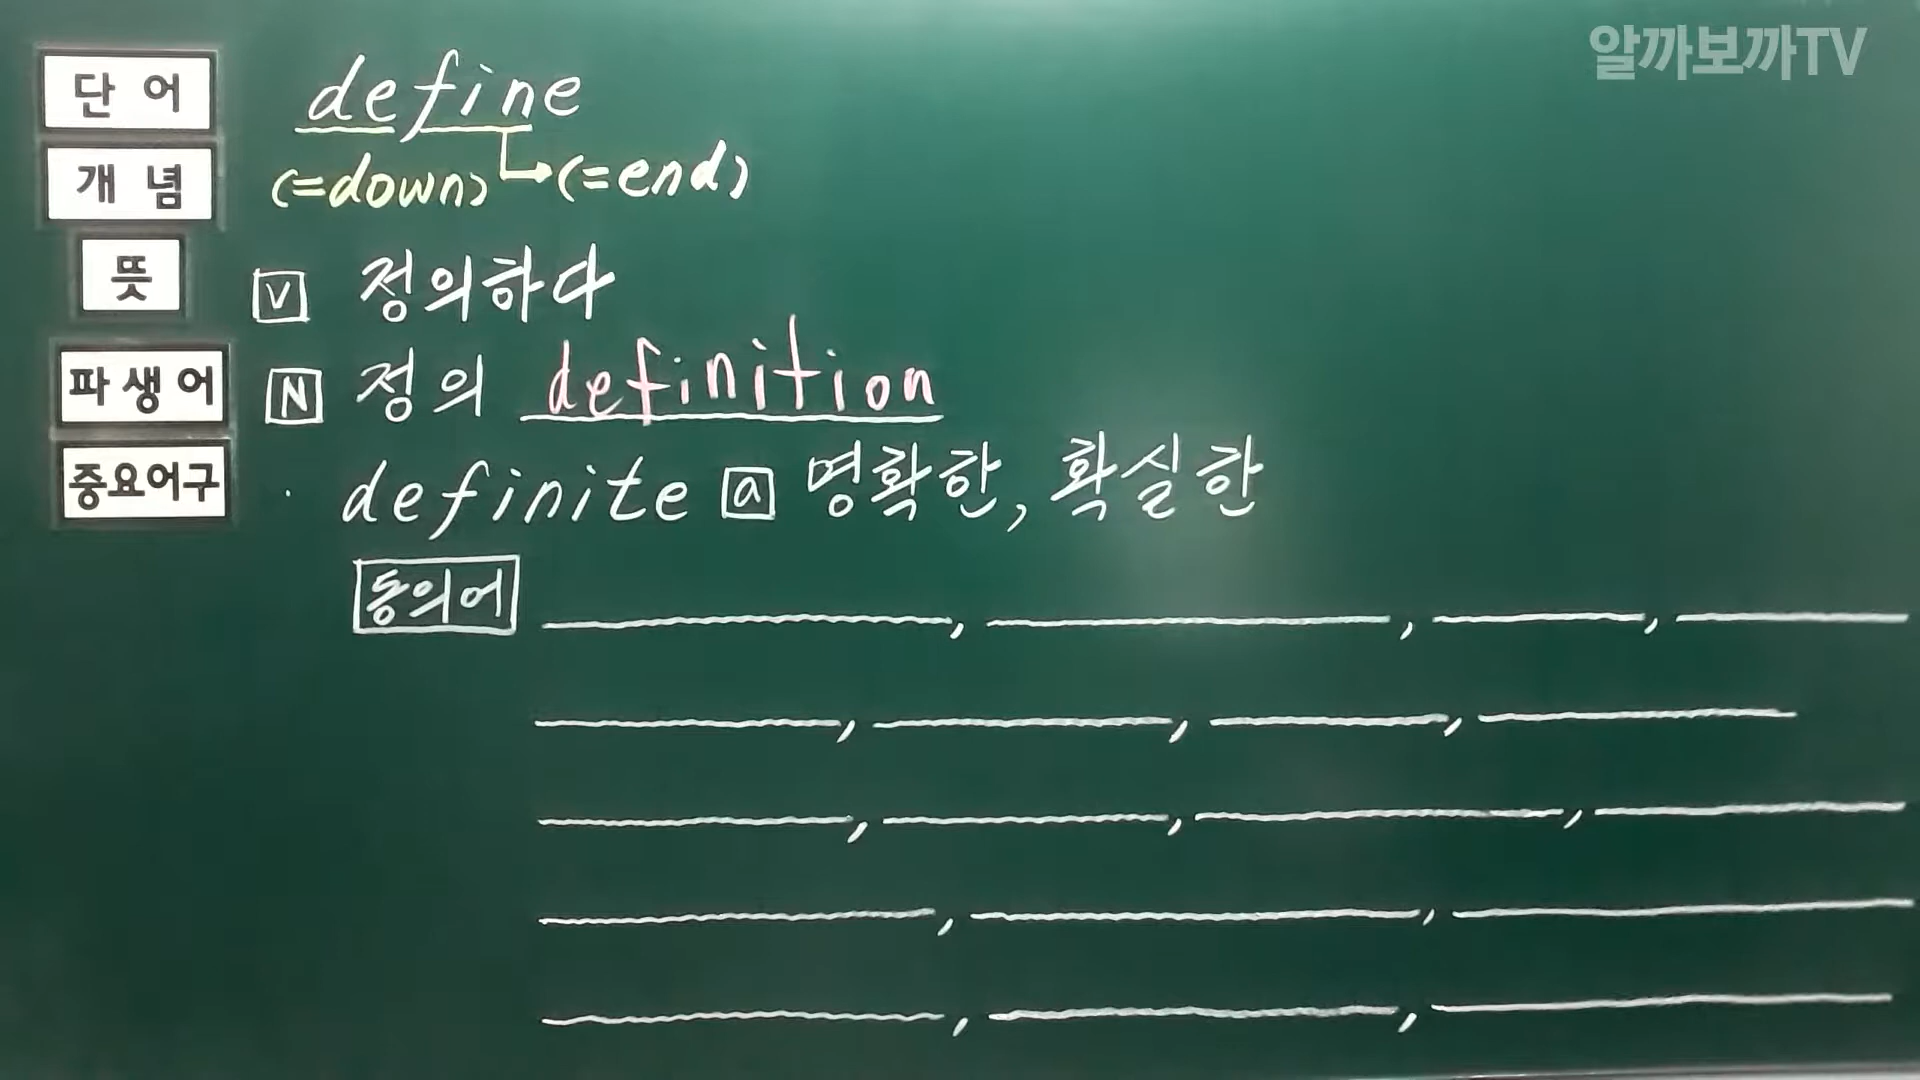 알까보까TV
단어 define
개념 (=down) (=end)
뜻 V 정의하다
파생어 N 정의 definition
중요어구 definite a 명확한, 확실한
동의어 , , ,
, , ,
, , ,
, ,
, ,